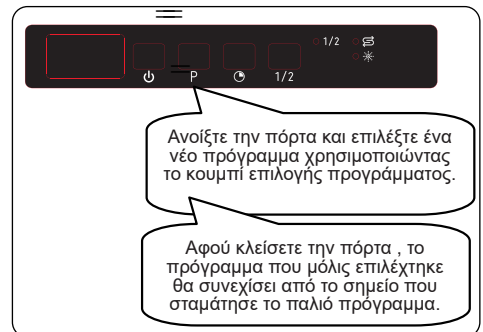 1/2
P
1/2
Ανοίξτε την πόρτα και επιλέξτε ένα
νέο πρόγραμμα χρησιμοποιώντας
το κουμπί επιλογής προγράμματος.
Αφού κλείσετε την πόρτα , το
πρόγραμμα που μόλις επιλέχτηκε
θα συνεχίσει από το σημείο που
σταμάτησε το παλιό πρόγραμμα.